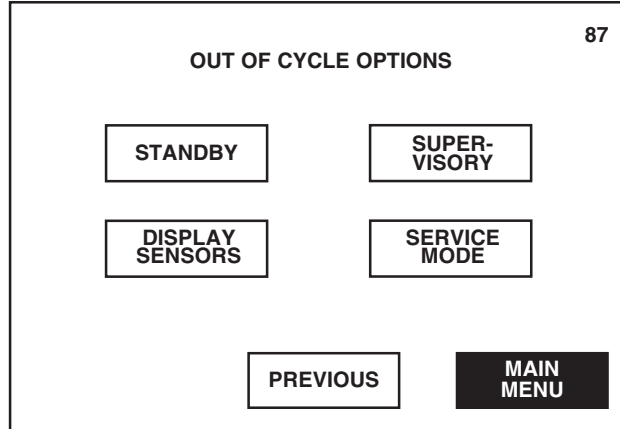 87
OUT OF CYCLE OPTIONS
STANDBY
SUPER-
VISORY
DISPLAY
SENSORS
SERVICE
MODE
PREVIOUS
MAIN
MENU